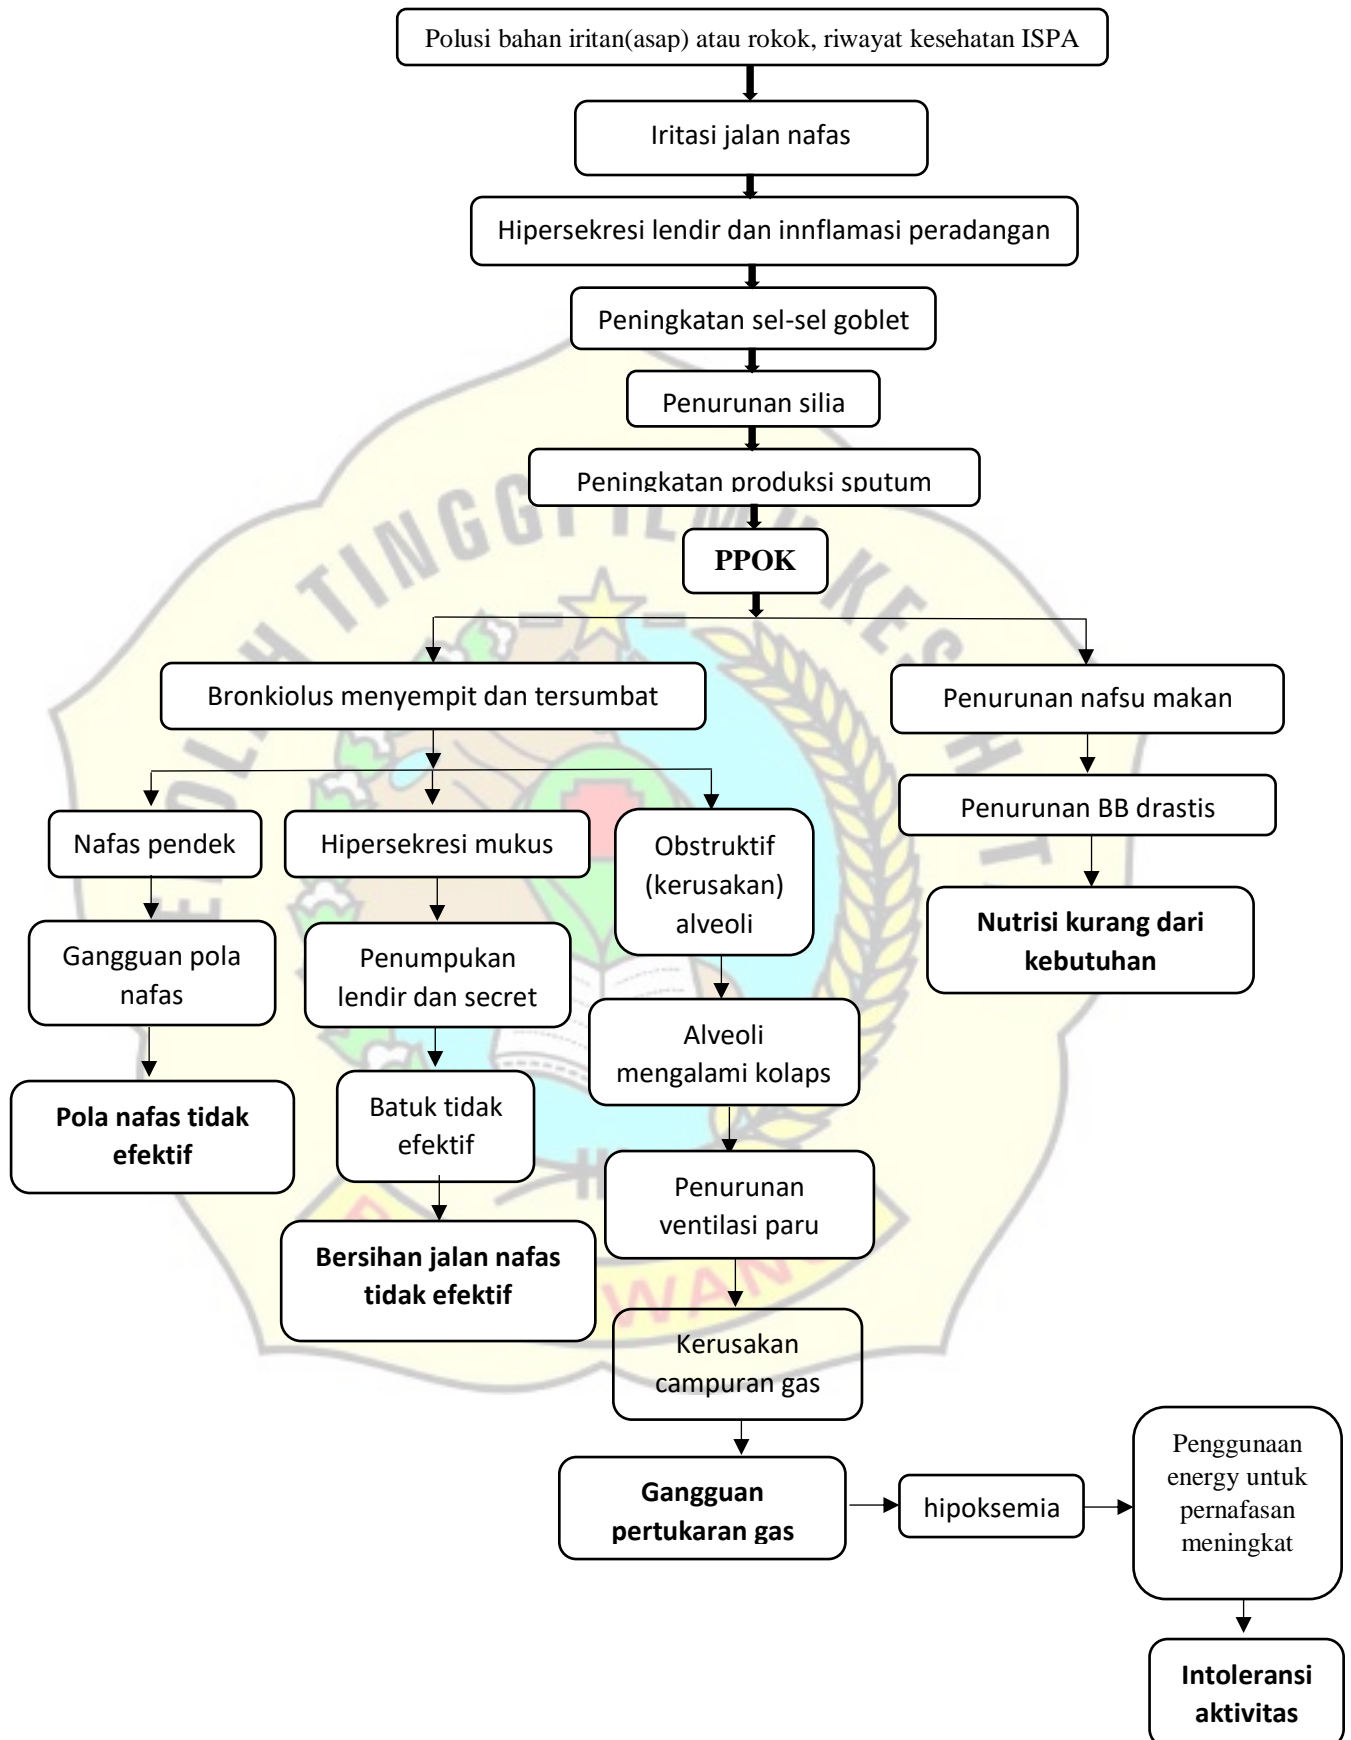 Polusi bahan iritan(asap) atau rokok, riwayat kesehatan ISPA
Iritasi jalan nafas
Hipersekresi lendir dan innflamasi peradangan
Peningkatan sel-sel goblet
Penurunan silia
Peningkatan produksi sputum
PPOK
Bronkiolus menyempit dan tersumbat
Penurunan nafsu makan
Nafas pendek
Hipersekresi mukus
Obstruktif
(kerusakan)
alveoli
Penurunan BB drastis
Gangguan pola
nafas
Penumpukan
lendir dan secret
Nutrisi kurang dari
kebutuhan
Alveoli
mengalami kolaps
Pola nafas tidak
efektif
Batuk tidak
efektif
Penurunan
ventilasi paru
Bersihan jalan nafas
tidak efektif
Kerusakan
campuran gas
Gangguan
pertukaran gas
hipoksemia
Penggunaan
energy untuk
pernafasan
meningkat
Intoleransi
aktivitas
TINGGI
WANG